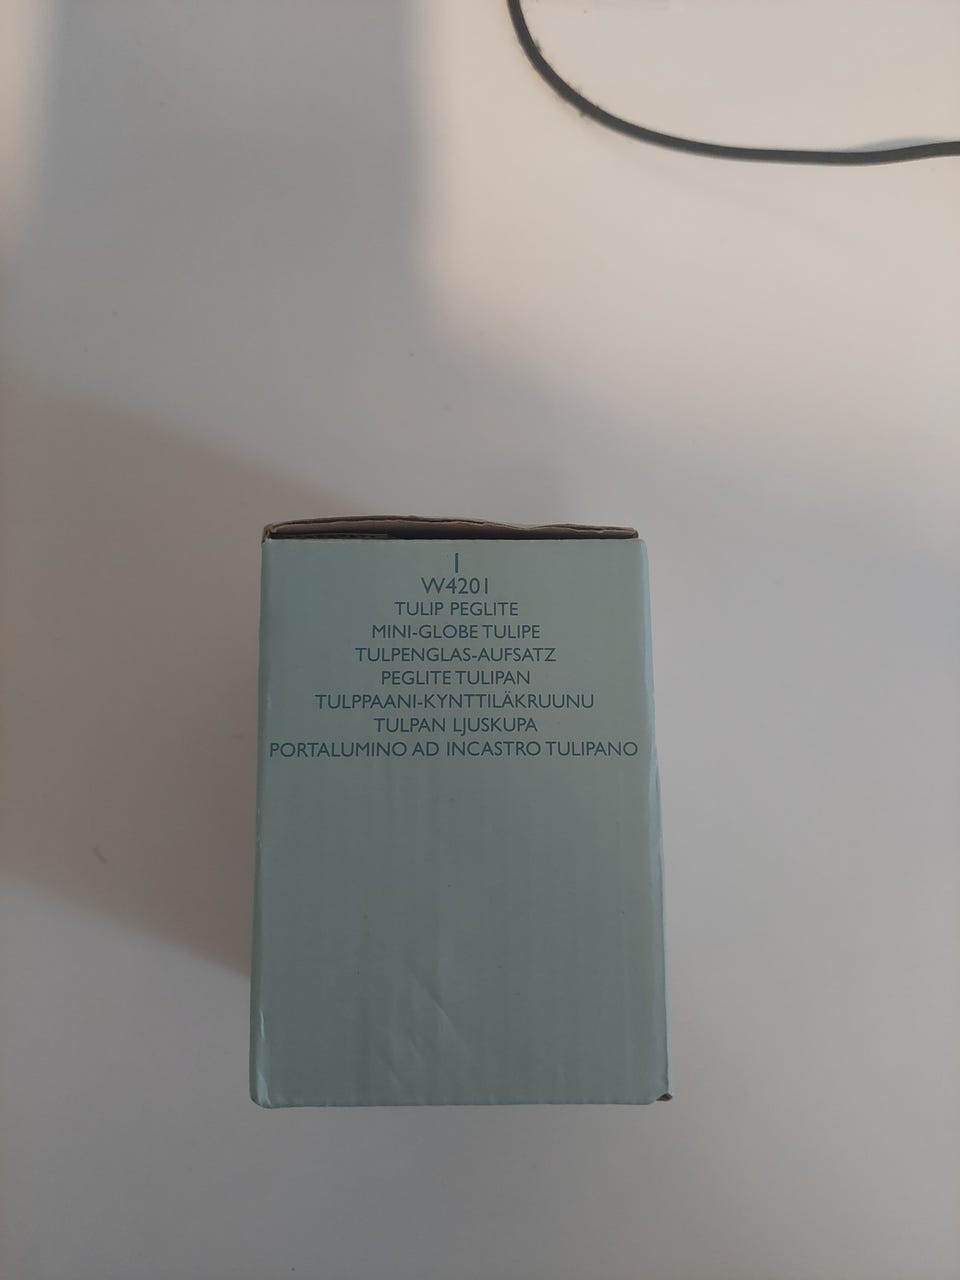 1
W4201
TULIP PEGLITE
MINI-GLOBE TULIPE
TULPENGLAS-AUFSATZ
PEGLITE TULIPAN
TULPPAANI-KYNTTILÄKRUUNU
TULPAN LJUSKUPA
PORTALUMINO AD INCASTRO TULIPANO